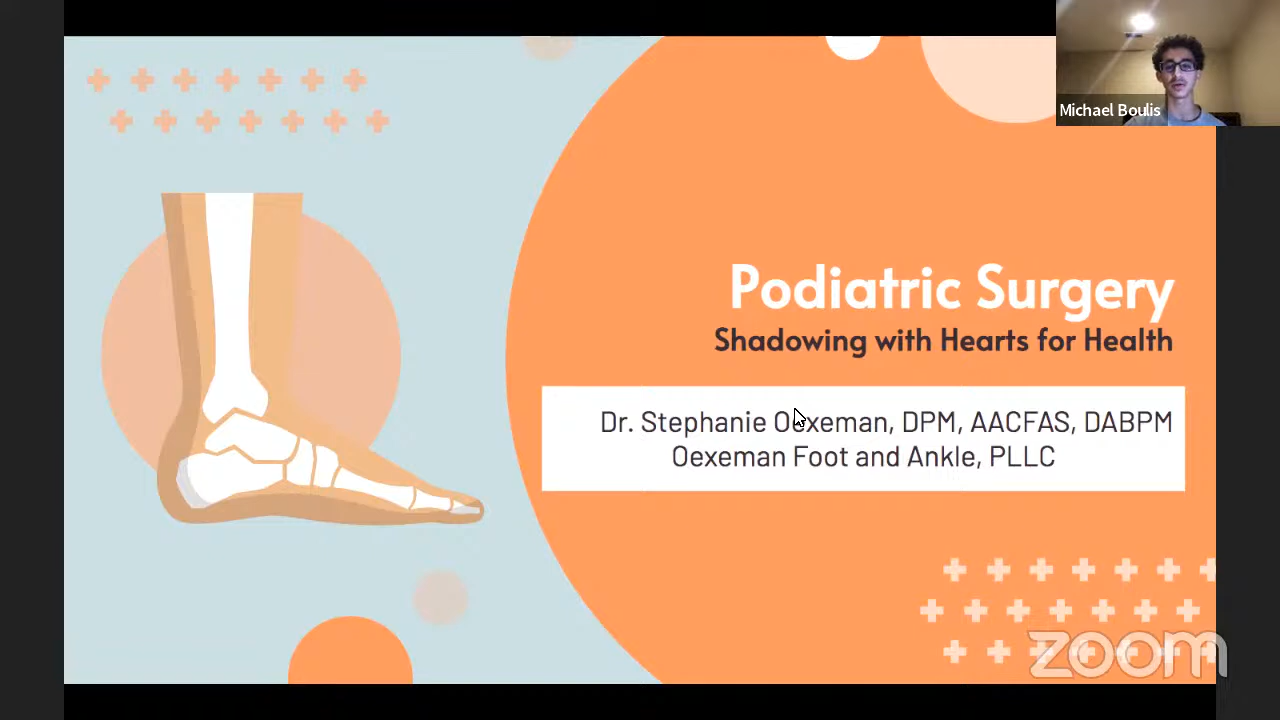 Michael Boulis
Podiatric Surgery
Shadowing with Hearts for Health
Dr. Stephanie Oexeman, DPM, AACFAS, DABPM
Oexeman Foot and Ankle, PLLC
zoom